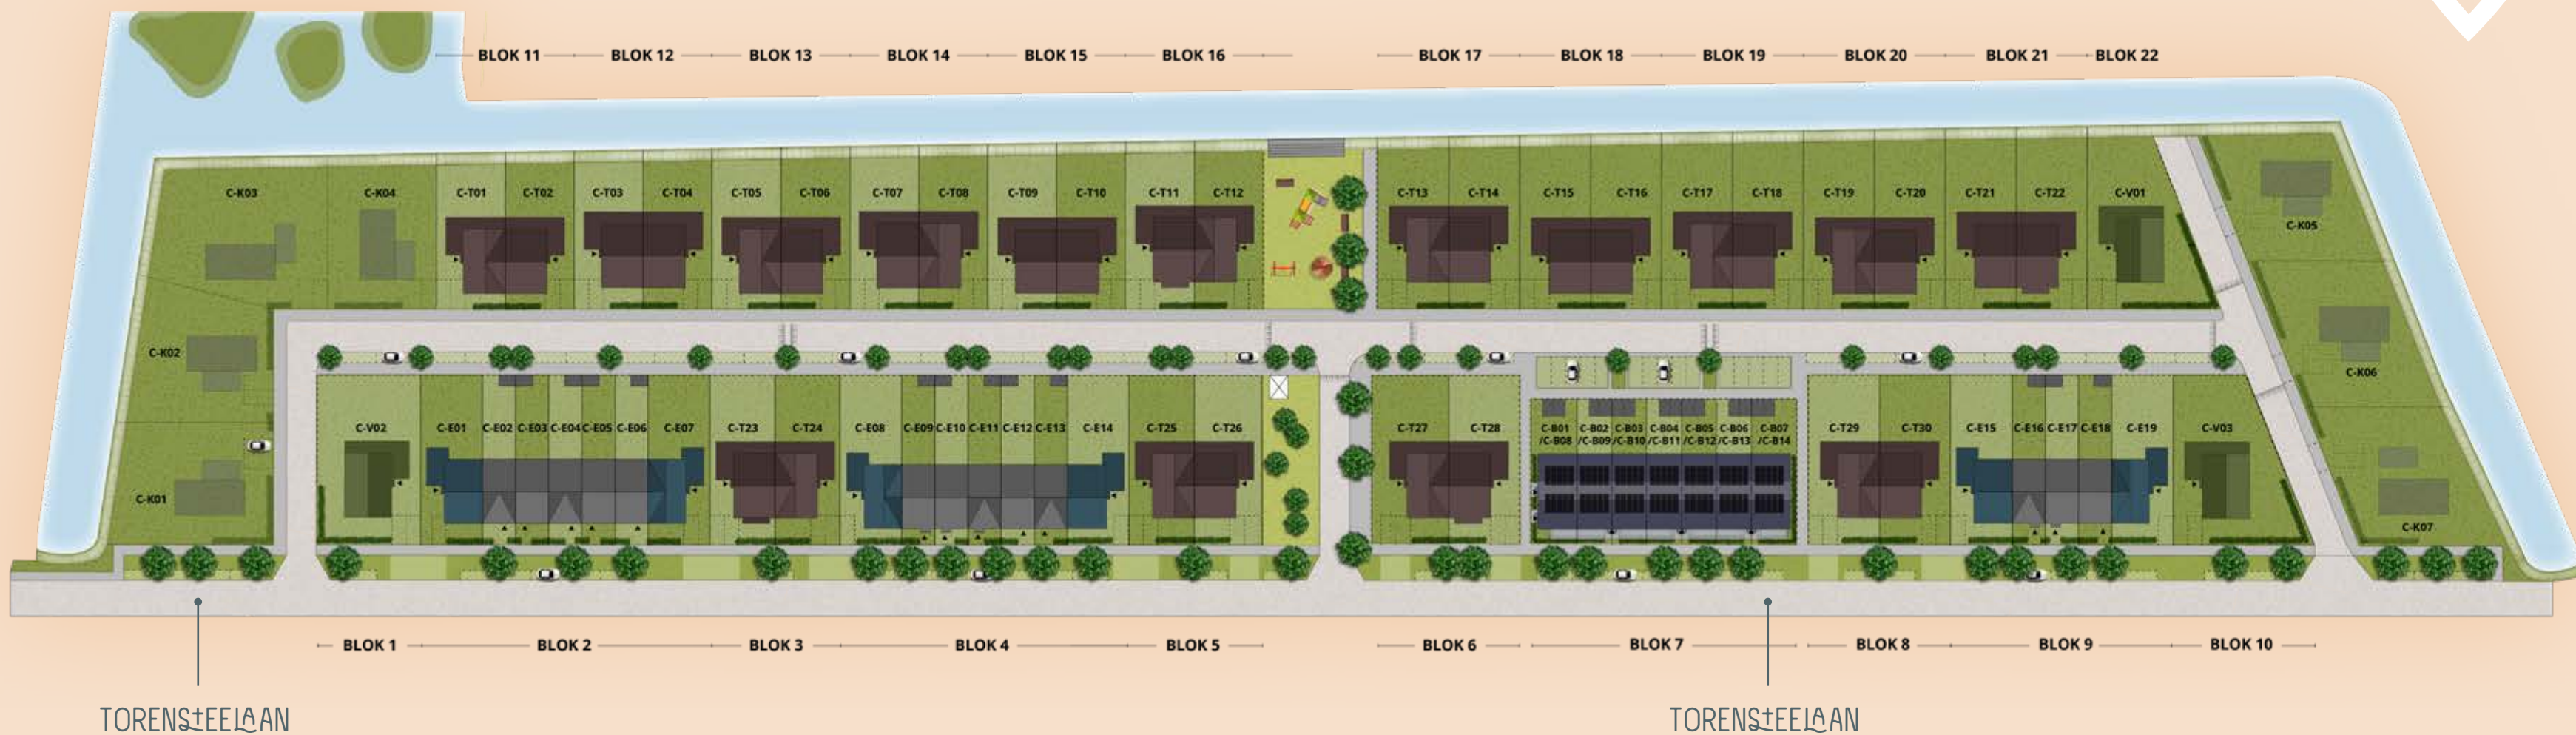 BLOK 11 BLOK 12 BLOK 13 BLOK 14 BLOK 15 BLOK 16 BLOK 17 BLOK 18 BLOK 19 BLOK 20 BLOK 21 BLOK 22
C-K03 C-K04 C-T01 C-T02 C-T03 C-T04 C-T05 C-T06 C-T07 C-T08 C-T09 C-T10 C-T11 C-T12 C-T13 C-T14 C-T15 C-T16 C-T17 C-T18 C-T19 C-T20 C-T21 C-T22 C-V01
C-K05
C-K02
C-K06
C-V02 C-E01 C-E02 C-E03 C-E04 C-E05 C-E06 C-E07 C-T23 C-T24 C-E08 C-E09 C-E10 C-E11 C-E12 C-E13 C-E14 C-T25 C-T26 C-T27 C-T28 C-B01 C-B02 C-B03 C-B04 C-B05 C-B06 C-B07 C-T29 C-T30 C-E15 C-E16 C-E17 C-E18 C-E19 C-V03
/C-B08 /C-B09 /C-B10 /C-B11 /C-B12 /C-B13 /C-B14
C-K01
C-K07
BLOK 1 BLOK 2 BLOK 3 BLOK 4 BLOK 5 BLOK 6 BLOK 7 BLOK 8 BLOK 9 BLOK 10
TORENSTEELAAN TORENSTEELAAN